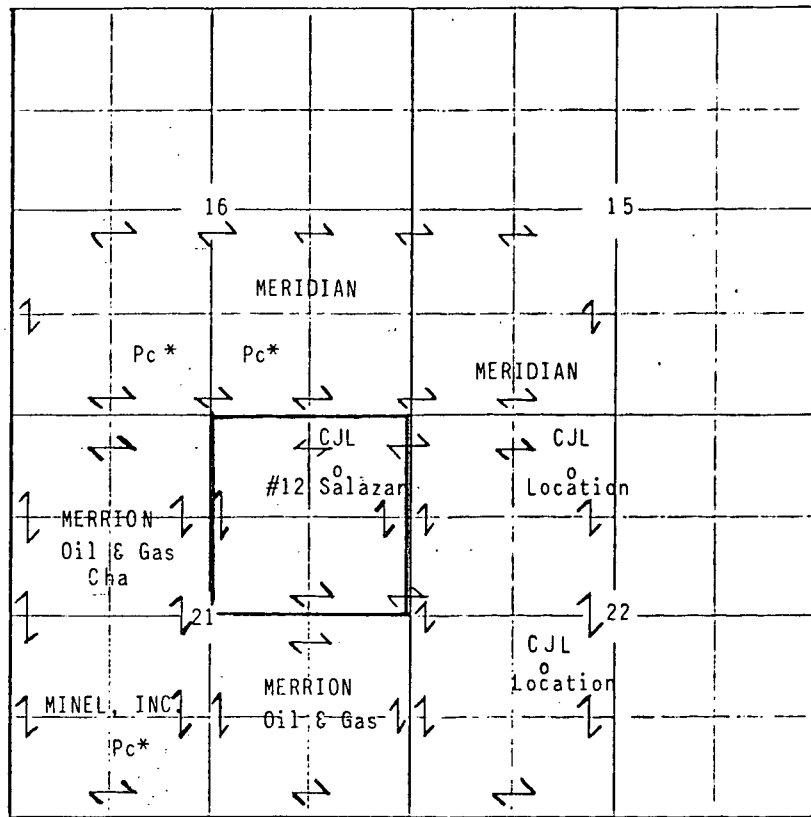 16
15
MERIDIAN
Pc*
Pc*
MERIDIAN
CJL
#12 Salazar
CJL
Location
MERRION
Oil & Gas
Cha
21
22
CJL
Location
MERRION
Oil & Gas
MINEL, INC.
Pc*